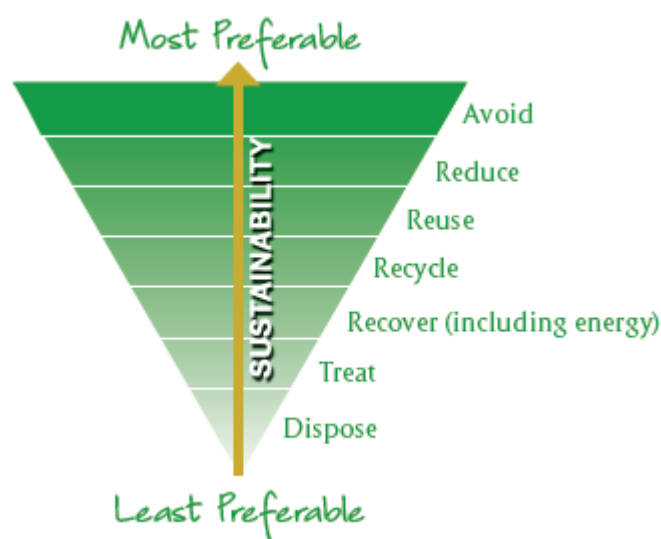 Most Preferable
Avoid
Reduce
Reuse
Recycle
Recover (including energy)
Treat
Dispose
SUSTAINABILITY
Least Preferable